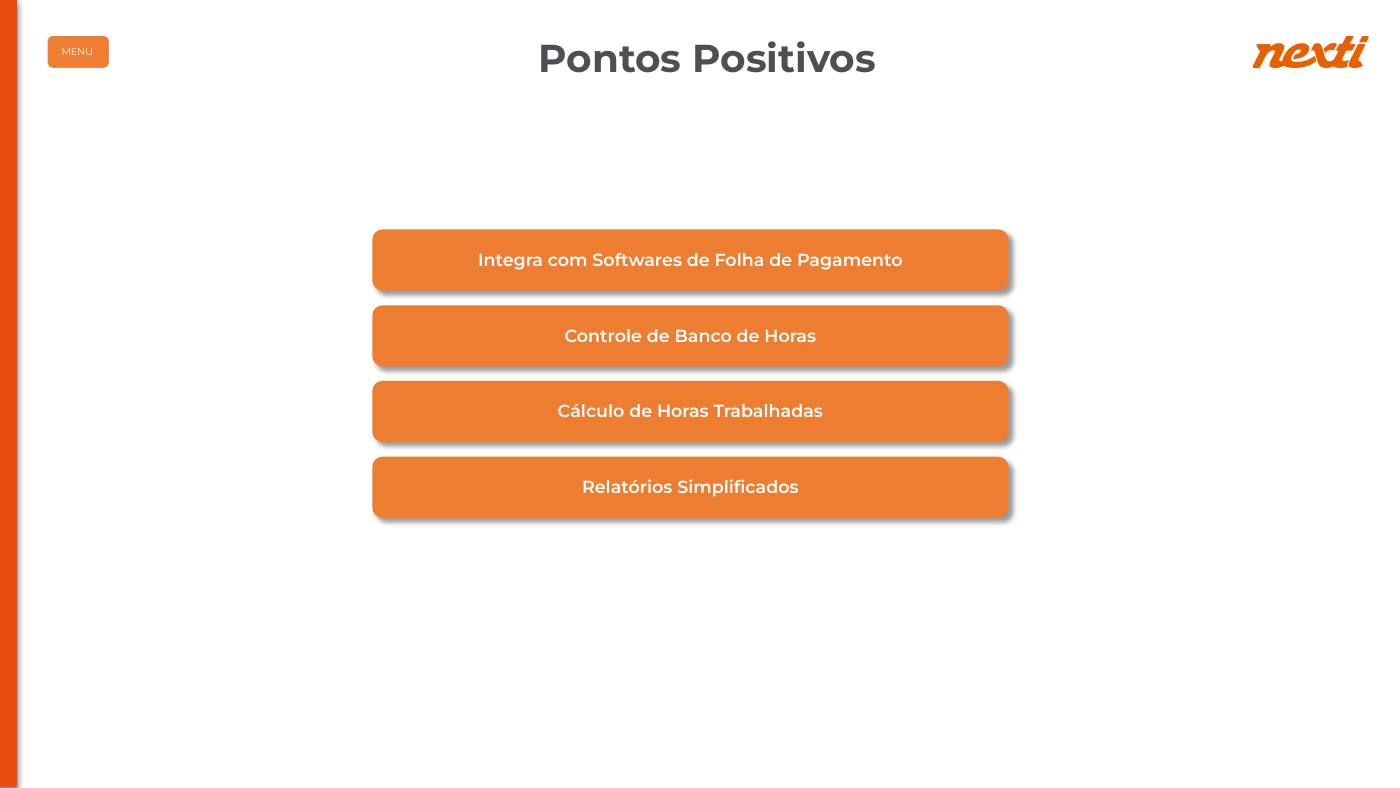 MENU
Pontos Positivos
nexti
Integra com Softwares de Folha de Pagamento
Controle de Banco de Horas
Cálculo de Horas Trabalhadas
Relatórios Simplificados